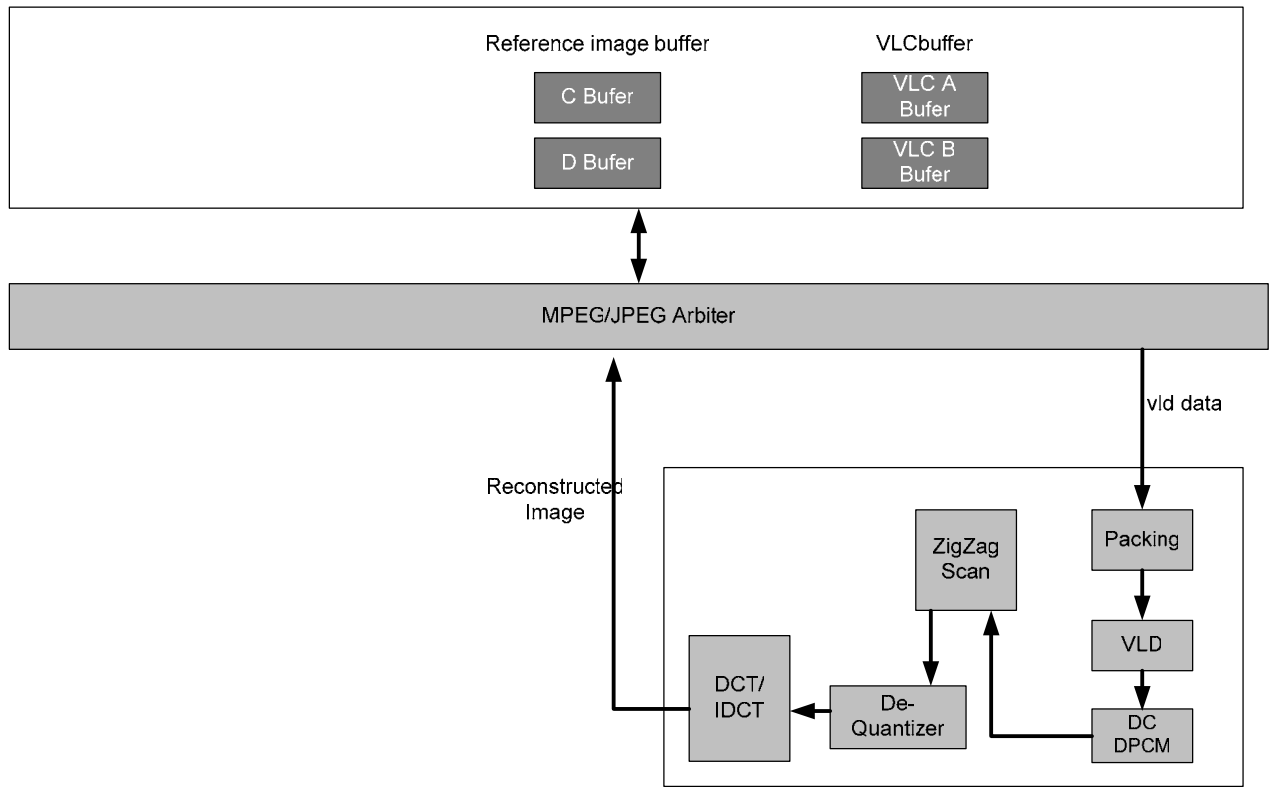 Reference image buffer
VLCbuffer
C Bufer
VLC A
Bufer
D Bufer
VLC B
Bufer
MPEG/JPEG Arbiter
vld data
Reconstructed
Image
ZigZag
Scan
Packing
VLD
DCT/
IDCT
De-
Quantizer
DC
DPCM